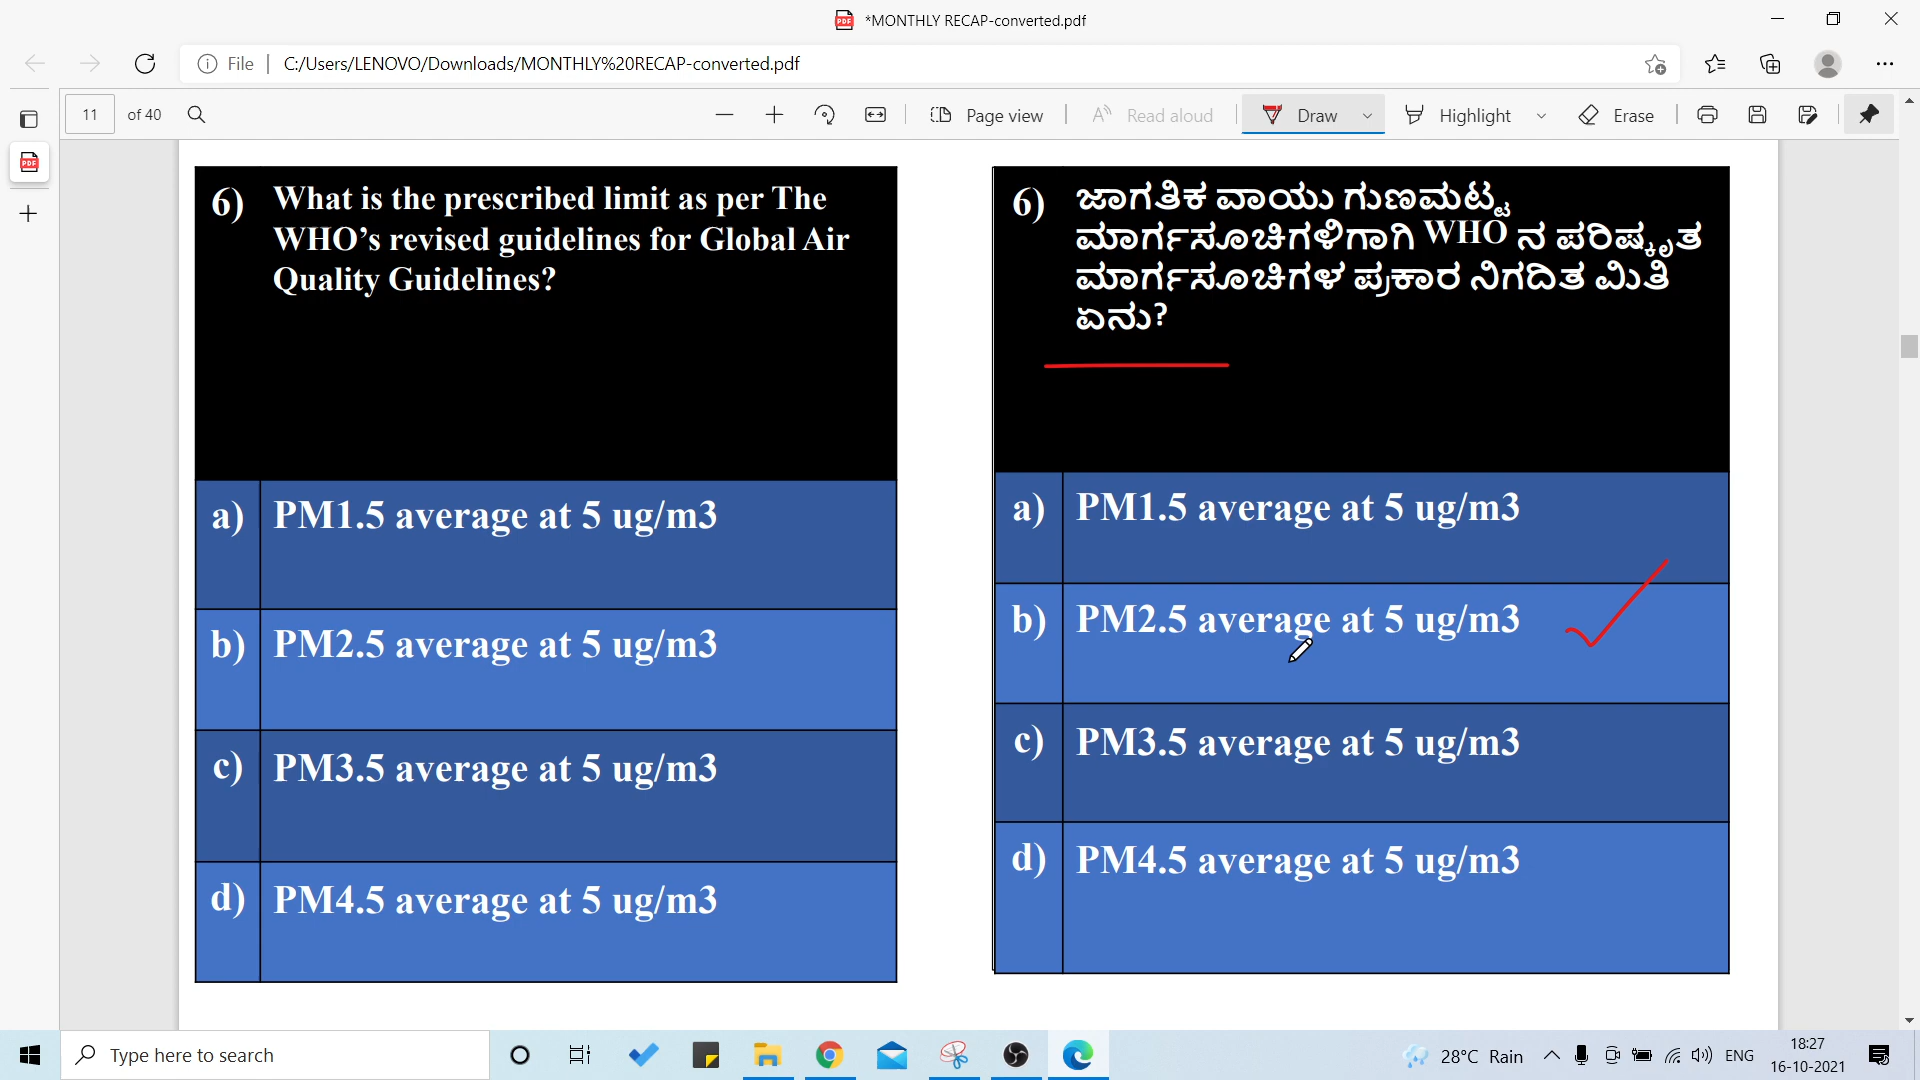 *MONTHLY RECAP-converted.pdf
File
C:/Users/LENOVO/Downloads/MONTHLY%20RECAP-converted.pdf
11 of 40
Page view
Read aloud
Draw
Highlight
Erase
6) What is the prescribed limit as per The
WHO’s revised guidelines for Global Air
Quality Guidelines?
a) PM1.5 average at 5 ug/m3
b) PM2.5 average at 5 ug/m3
c) PM3.5 average at 5 ug/m3
d) PM4.5 average at 5 ug/m3
6) ಜಾಗತಿಕ ವಾಯು ಗುಣಮಟ್ಟ
ಮಾರ್ಗಸೂಚಿಗಳಿಗಾಗಿ WHO ನ ಪರಿಷ್ಕೃತ
ಮಾರ್ಗಸೂಚಿಗಳ ಪ್ರಕಾರ ನಿಗದಿತ ಮಿತಿ
ಏನು?
a) PM1.5 average at 5 ug/m3
b) PM2.5 average at 5 ug/m3
c) PM3.5 average at 5 ug/m3
d) PM4.5 average at 5 ug/m3
Type here to search
28°C Rain
ENG
18:27
16-10-2021